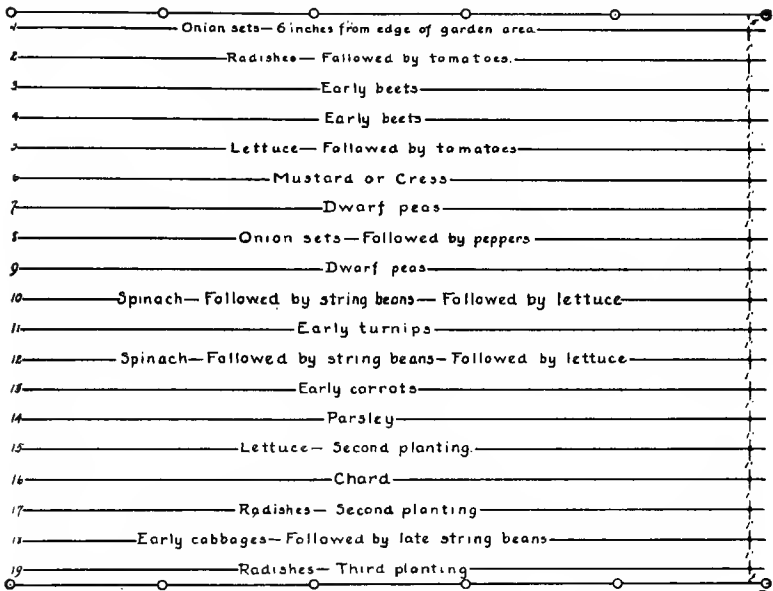 1 Onion sets— 6 inches from edge of garden area
2 Radishes— Followed by tomatoes.
3 Early beets
4 Early beets
5 Lettuce— Followed by tomatoes
6 Mustard or Cress
7 Dwarf peas
8 Onion sets—Followed by peppers
9 Dwarf peas
10 Spinach— Followed by string beans— Followed by lettuce
11 Early turnips
12 Spinach—Followed by string beans—Followed by lettuce
13 Early carrots
14 Parsley
15 Lettuce— Second planting.
16 Chard
17 Radishes— Second planting
18 Early cabbages—Followed by late string beans
19 Radishes— Third planting